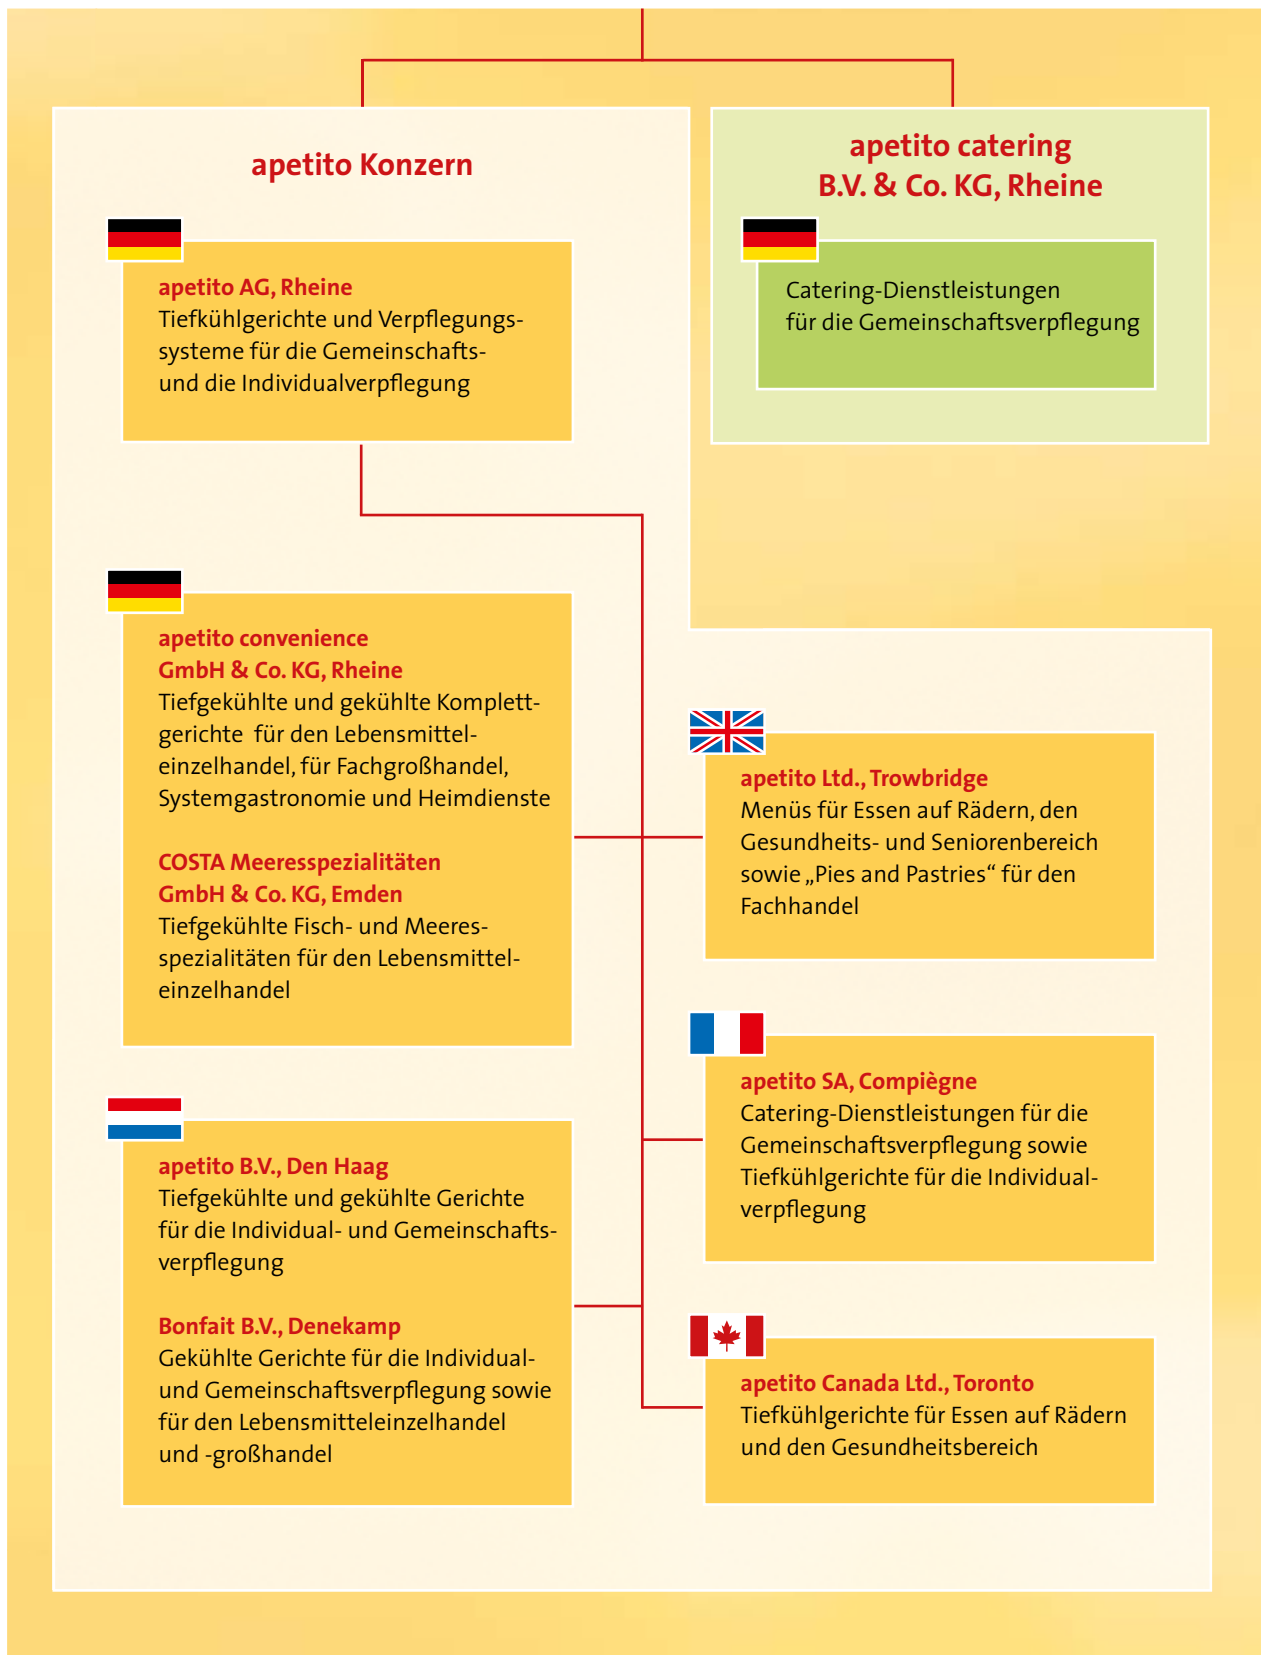 apetito Konzern
apetito AG, Rheine
Tiefkühlgerichte und Verpflegungs-
systeme für die Gemeinschafts-
und die Individualverpflegung
apetito catering
B.V. & Co. KG, Rheine
Catering-Dienstleistungen
für die Gemeinschaftsverpflegung
apetito convenience
GmbH & Co. KG, Rheine
Tiefgekühlte und gekühlte Komplett-
gerichte für den Lebensmittel-
einzelhandel, für Fachgroßhandel,
Systemgastronomie und Heimdienste
COSTA Meeresspezialitäten
GmbH & Co. KG, Emden
Tiefgekühlte Fisch- und Meeres-
spezialitäten für den Lebensmittel-
einzelhandel
apetito B.V., Den Haag
Tiefgekühlte und gekühlte Gerichte
für die Individual- und Gemeinschafts-
verpflegung
Bonfait B.V., Denekamp
Gekühlte Gerichte für die Individual-
und Gemeinschaftsverpflegung sowie
für den Lebensmitteleinzelhandel
und -großhandel
apetito Ltd., Trowbridge
Menüs für Essen auf Rädern, den
Gesundheits- und Seniorenbereich
sowie „Pies and Pastries“ für den
Fachhandel
apetito SA, Compiègne
Catering-Dienstleistungen für die
Gemeinschaftsverpflegung sowie
Tiefkühlgerichte für die Individual-
verpflegung
apetito Canada Ltd., Toronto
Tiefkühlgerichte für Essen auf Rädern
und den Gesundheitsbereich